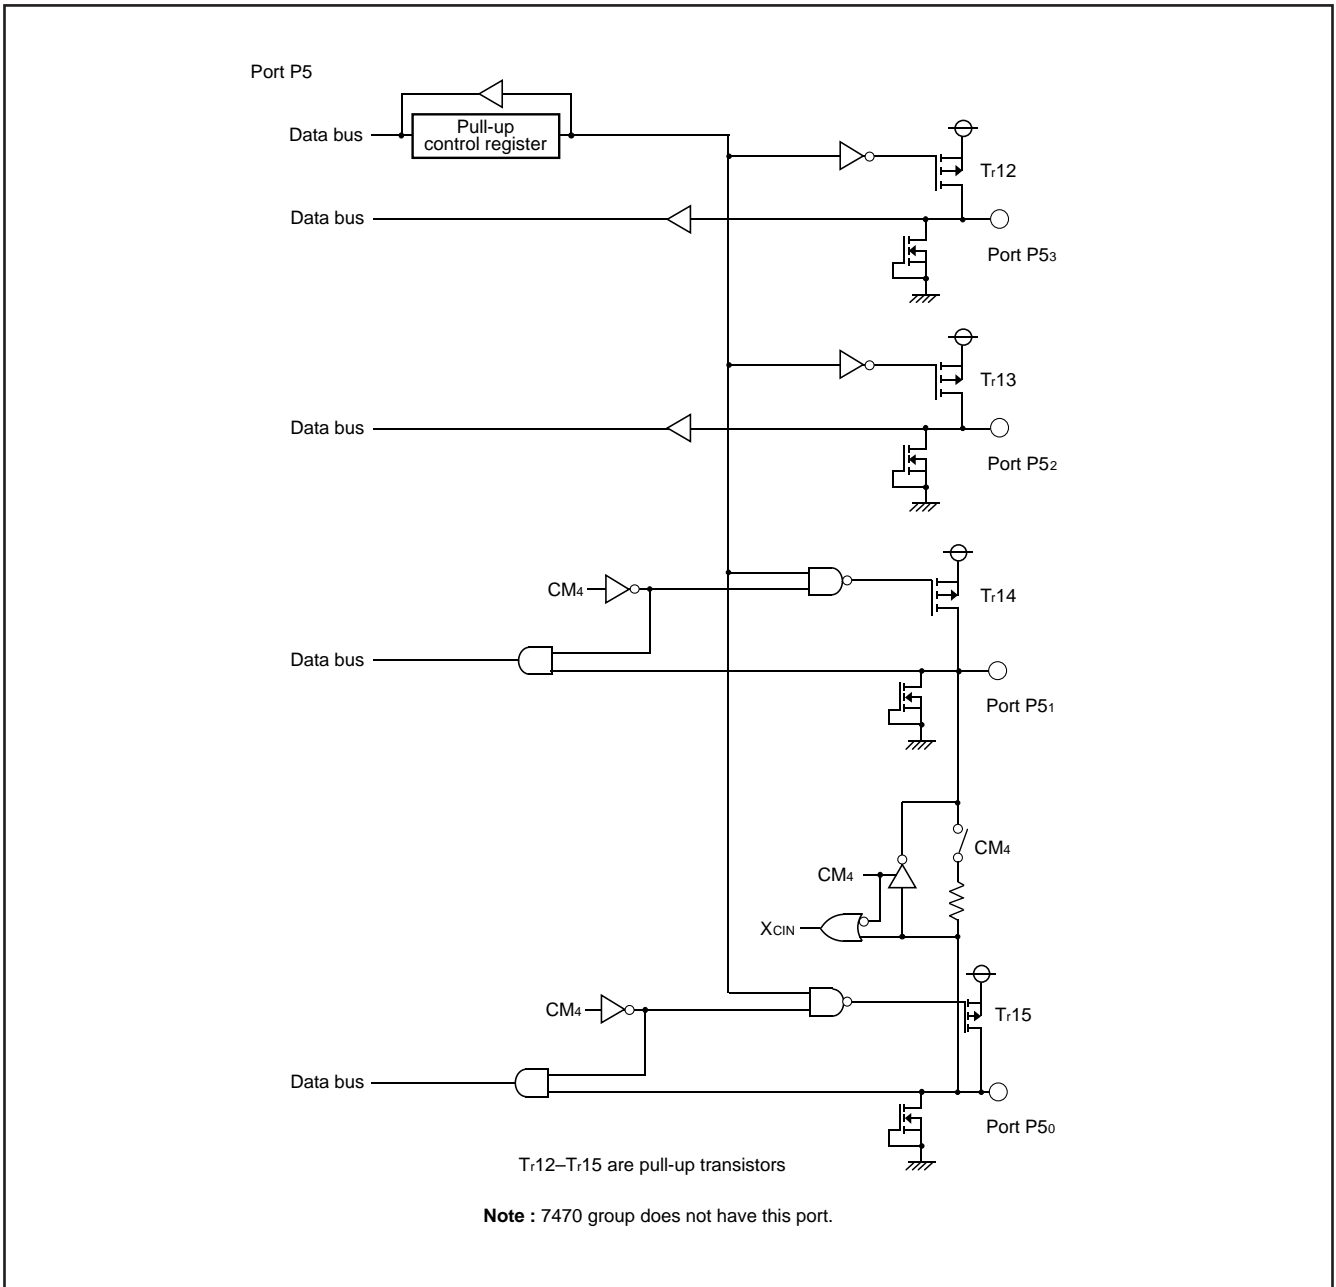 Port P5
Data bus
Pull-up
control register
Tr12
Data bus
Port P53
Tr13
Data bus
Port P52
CM4
Tr14
Data bus
Port P51
CM4
CM4
XCIN
CM4
Tr15
Data bus
Port P50
Tr12–Tr15 are pull-up transistors
Note : 7470 group does not have this port.